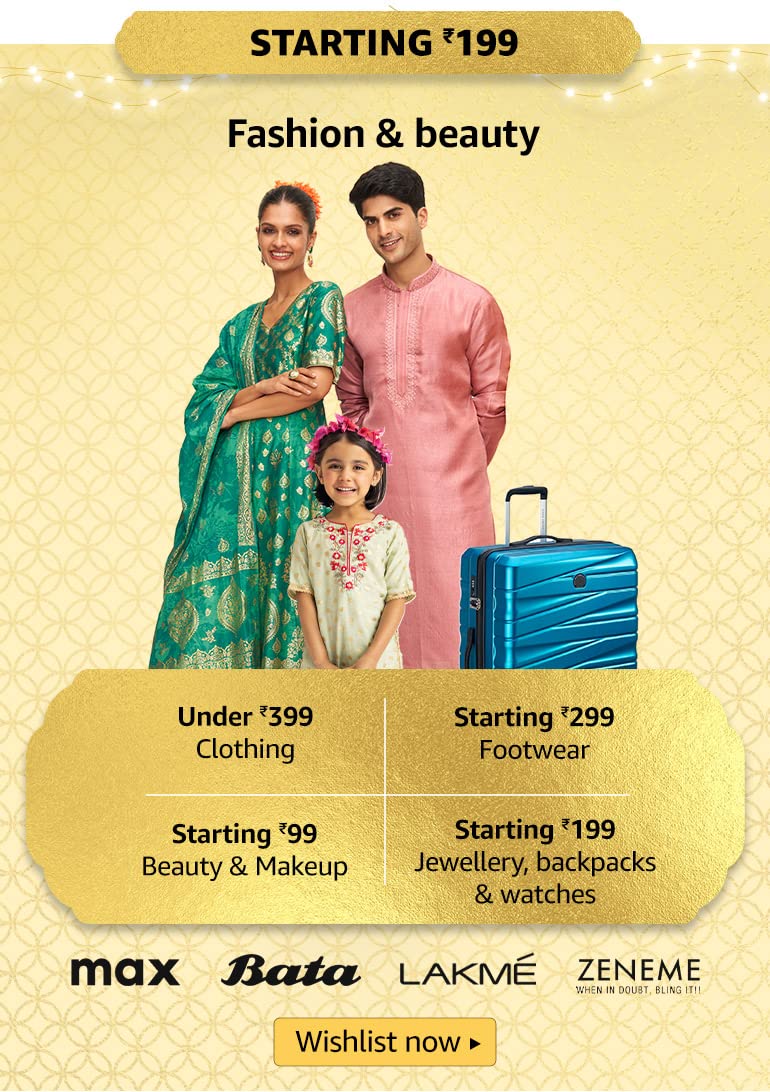 STARTING ₹199
Fashion & beauty
Under ₹399
Clothing
Starting ₹299
Footwear
Starting ₹99
Beauty & Makeup
Starting ₹199
Jewellery, backpacks
& watches
max
Bata
LAKMÉ
ZENEME
WHEN IN DOUBT, BLING IT!!
Wishlist now ▸